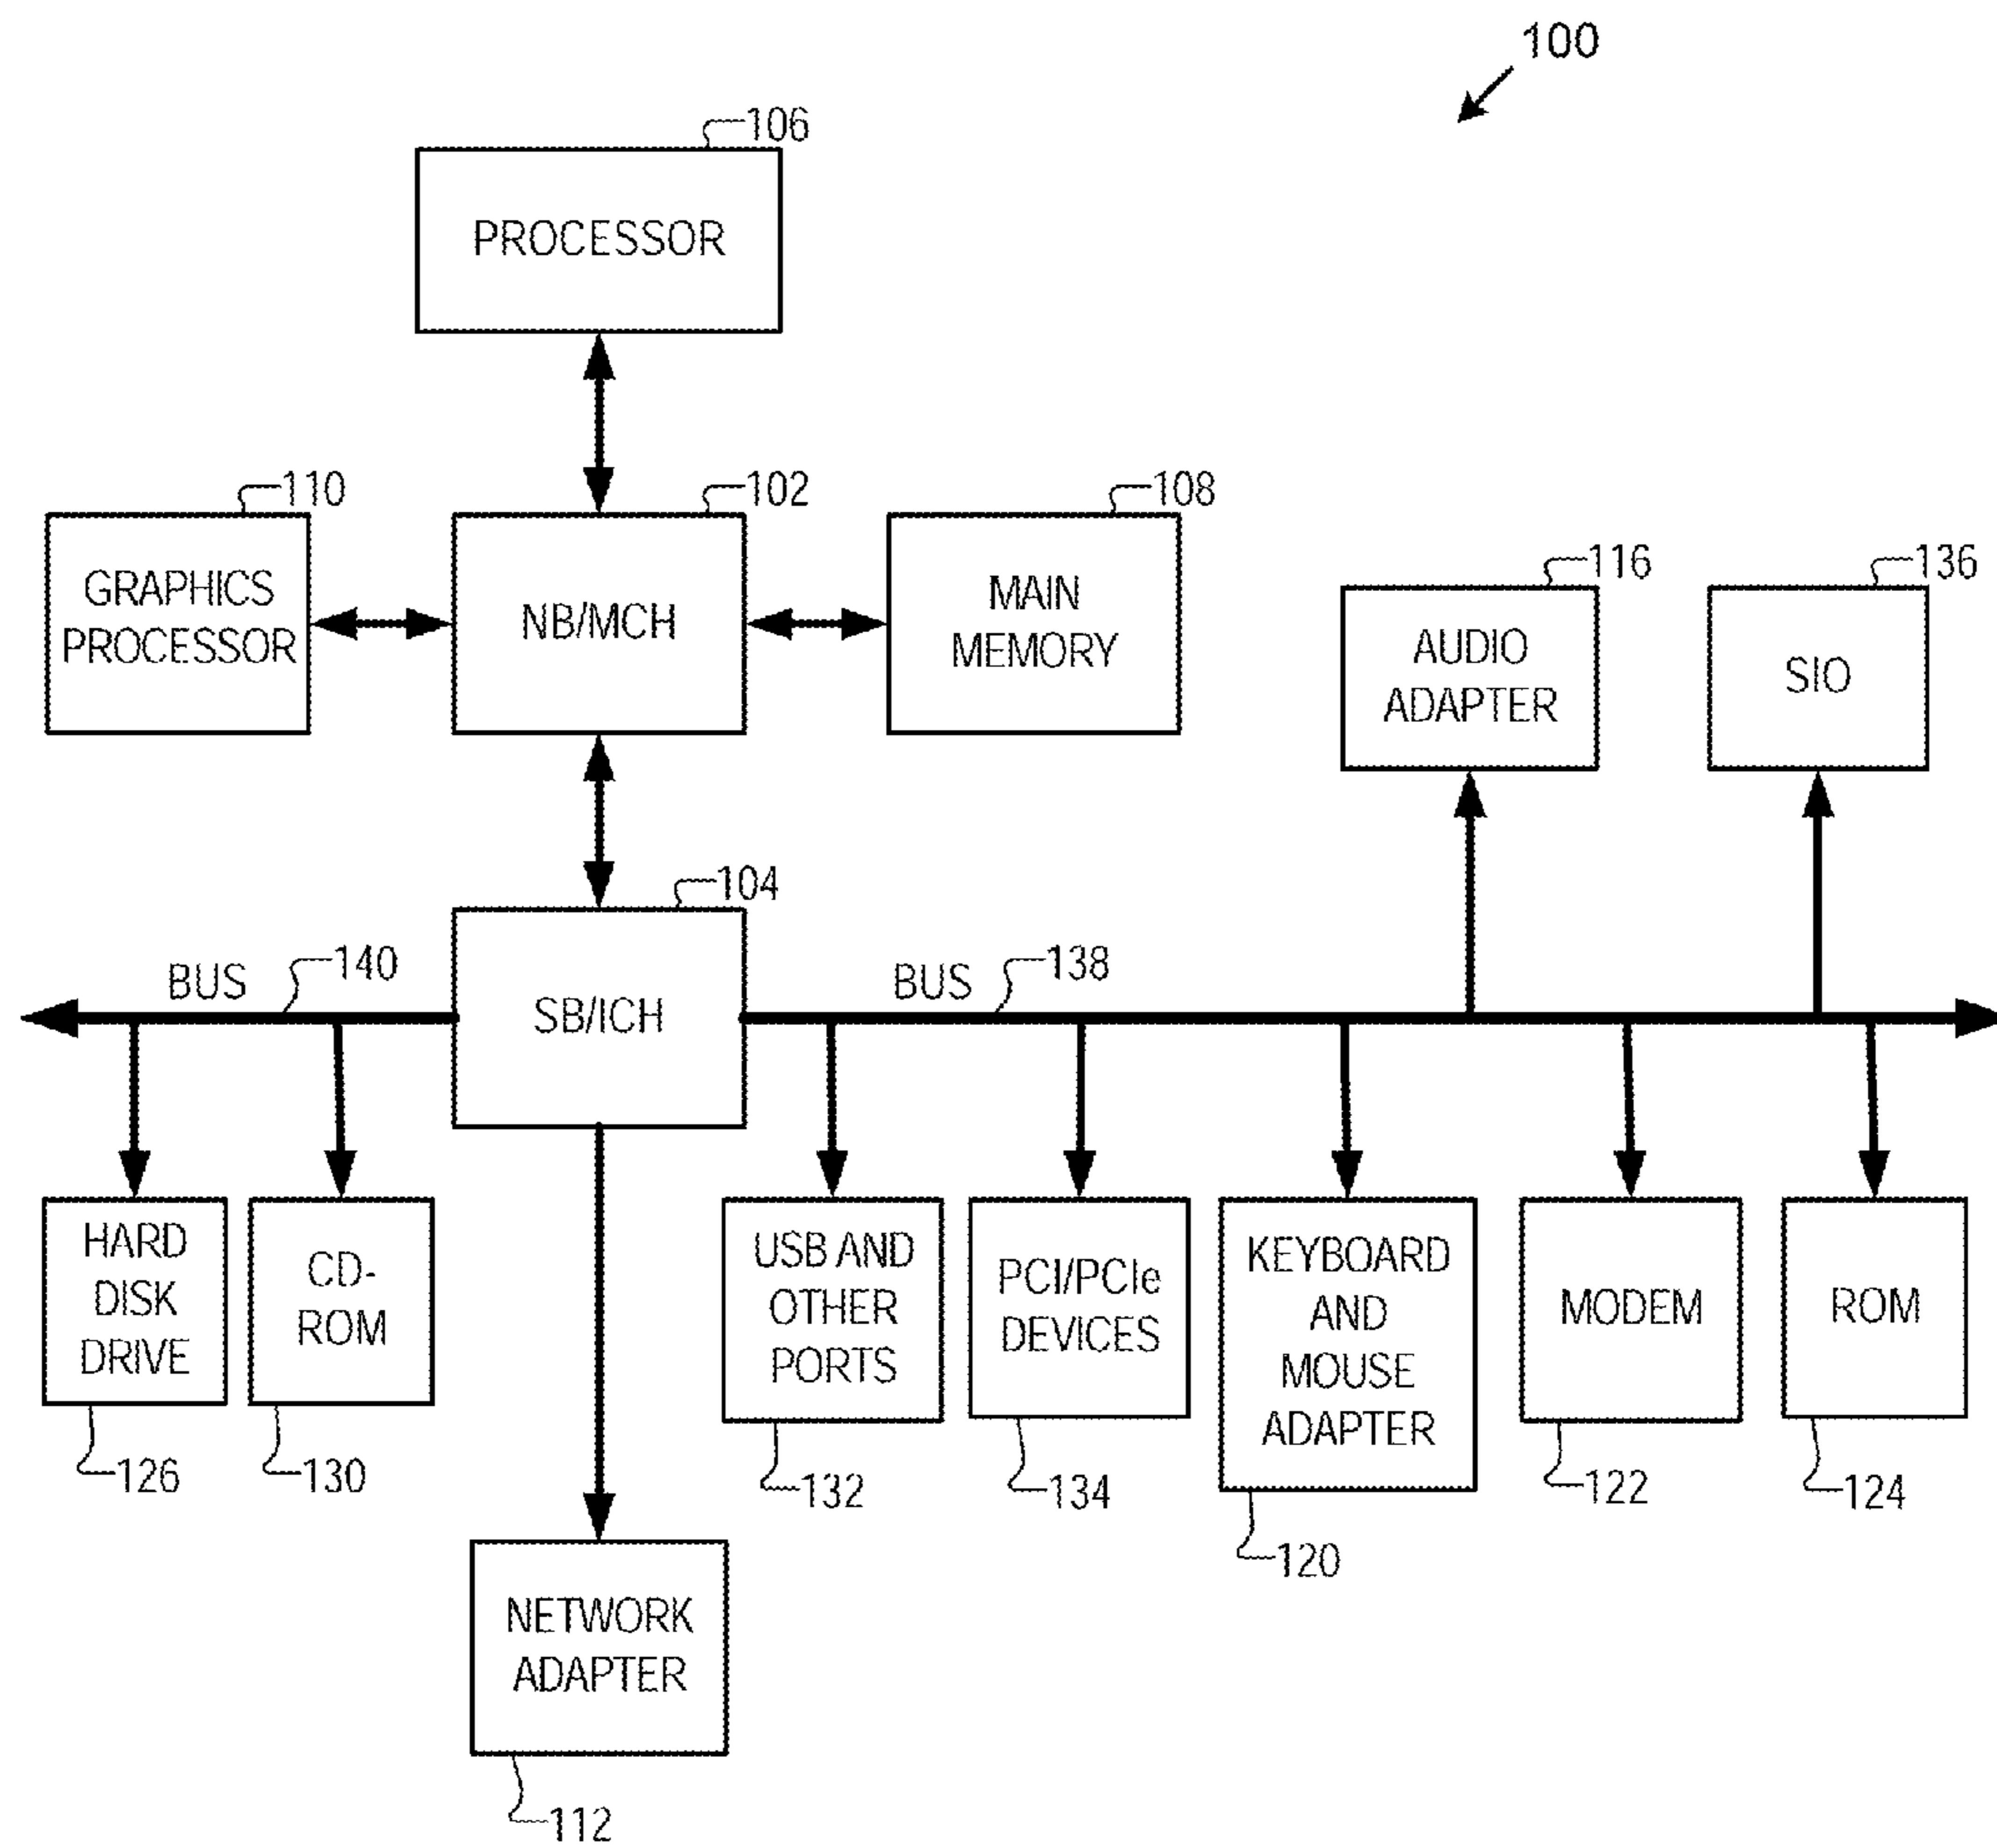 100
106
PROCESSOR
110
102
108
GRAPHICS
PROCESSOR
NB/MCH
MAIN
MEMORY
116
136
AUDIO
ADAPTER
SIO
104
BUS
140
SB/ICH
BUS
138
HARD
DISK
DRIVE
CD-
ROM
USB AND
OTHER
PORTS
PCI/PCIe
DEVICES
KEYBOARD
AND
MOUSE
ADAPTER
MODEM
ROM
126
130
132
134
120
122
124
NETWORK
ADAPTER
112